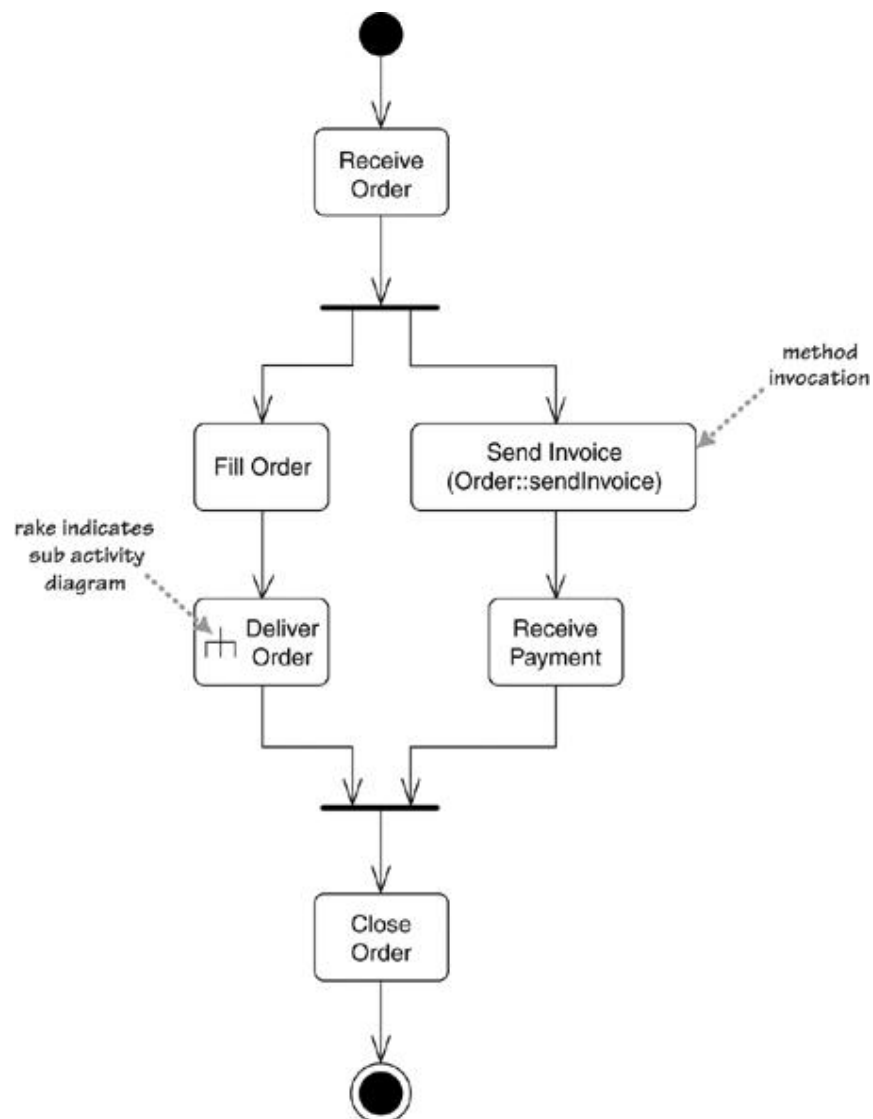 Receive
Order
method
invocation
Fill Order
Send Invoice
(Order::sendInvoice)
rake indicates
sub activity
diagram
Deliver
Order
Receive
Payment
Close
Order